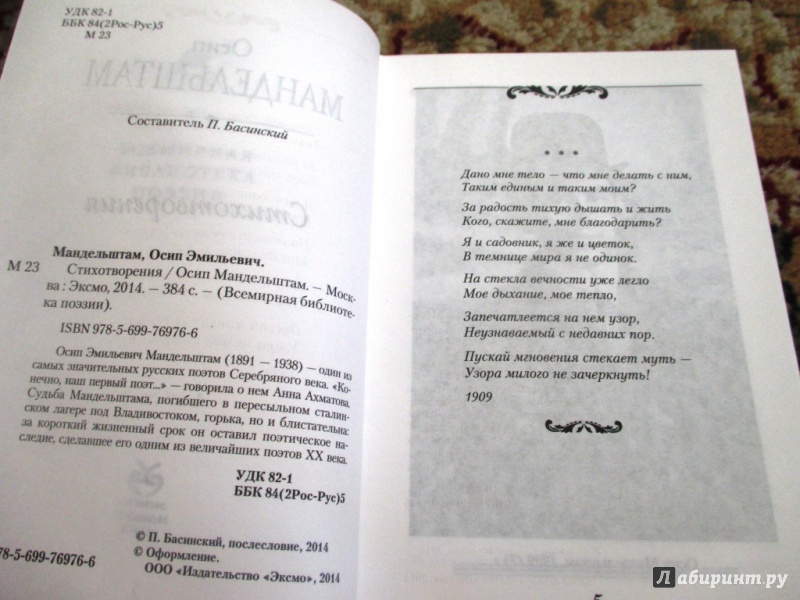 УДК 82-1
ББК 84(2Рос-Рус)5
М 23
Осип
МАНДЕЛЬШТАМ
Составитель П. Басинский
Стихотворения
Мандельштам, Осип Эмильевич.
М 23 Стихотворения / Осип Мандельштам. — Моск-
ва : Эксмо, 2014. — 384 с. — (Всемирная библиоте-
ка поэзии).
ISBN 978-5-699-76976-6
Осип Эмильевич Мандельштам (1891 — 1938) — один из
самых значительных русских поэтов Серебряного века. «Ко-
нечно, наш первый поэт...» — говорила о нем Анна Ахматова.
Судьба Мандельштама, погибшего в пересыльном сталин-
ском лагере под Владивостоком, горька, но и блистательна:
за короткий жизненный срок он оставил поэтическое на-
следие, сделавшее его одним из величайших поэтов XX века.
УДК 82-1
ББК 84(2Рос-Рус)5
© П. Басинский, послесловие, 2014
© Оформление.
ООО «Издательство «Эксмо», 2014
78-5-699-76976-6
* * *
Дано мне тело — что мне делать с ним,
Таким единым и таким моим?
За радость тихую дышать и жить
Кого, скажите, мне благодарить?
Я и садовник, я же и цветок,
В темнице мира я не одинок.
На стекла вечности уже легло
Мое дыхание, мое тепло,
Запечатлеется на нем узор,
Неузнаваемый с недавних пор.
Пускай мгновения стекает муть —
Узора милого не зачеркнуть!
1909
5
Лабиринт.ру